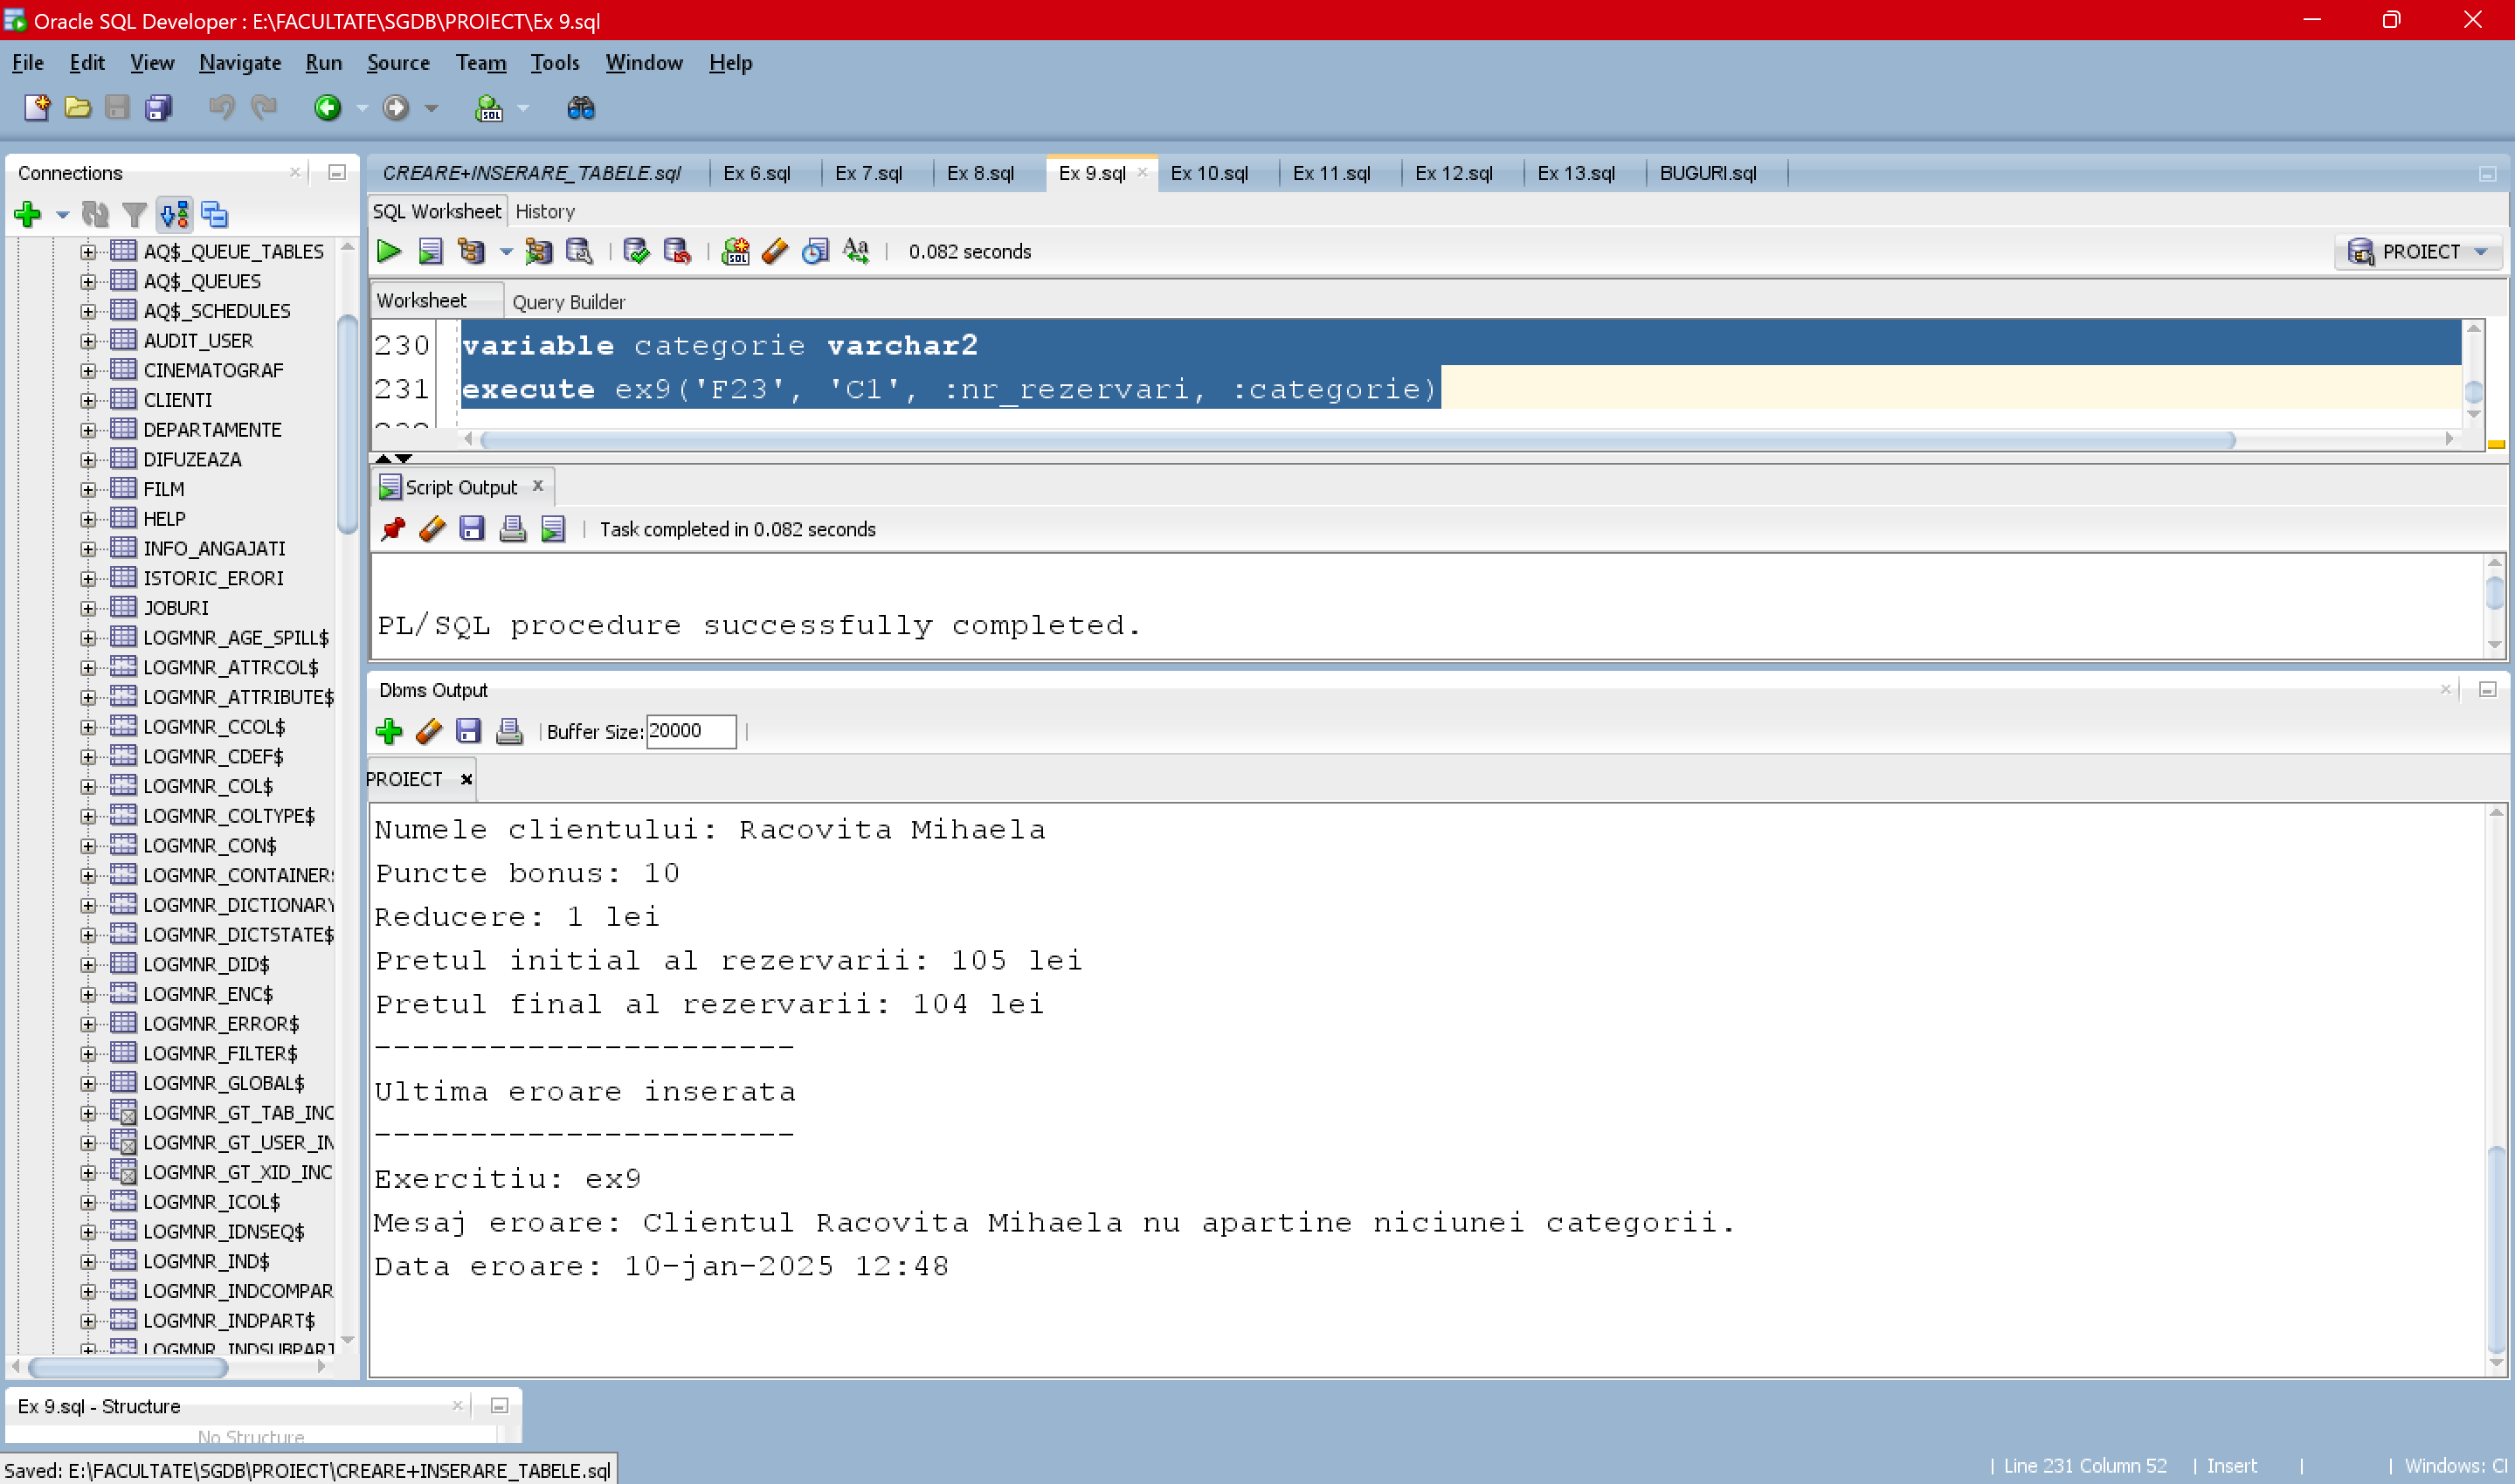 Oracle SQL Developer : E:\FACULTATE\SGDB\PROIECT\Ex 9.sql
File Edit View Navigate Run Source Team Tools Window Help
Connections
AQ$_QUEUE_TABLES
AQ$_QUEUES
AQ$_SCHEDULES
AUDIT_USER
CINEMATOGRAF
CLIENTI
DEPARTAMENTE
DIFUZEAZA
FILM
HELP
INFO_ANGAJATI
ISTORIC_ERORI
JOBURI
LOGMNR_AGE_SPILL$
LOGMNR_ATTRCOL$
LOGMNR_ATTRIBUTE$
LOGMNR_CCOL$
LOGMNR_CDEF$
LOGMNR_COL$
LOGMNR_COLTYPE$
LOGMNR_CON$
LOGMNR_CONTAINER
LOGMNR_DICTIONARY
LOGMNR_DICTSTATE$
LOGMNR_DID$
LOGMNR_ENC$
LOGMNR_ERROR$
LOGMNR_FILTER$
LOGMNR_GLOBAL$
LOGMNR_GT_TAB_INC
LOGMNR_GT_USER_IN
LOGMNR_GT_XID_INC
LOGMNR_ICOL$
LOGMNR_IDNSEQ$
LOGMNR_IND$
LOGMNR_INDCOMPAR
LOGMNR_INDPART$
LOGMNR_INDSUBPART
CREARE+INSERARE_TABELE.sql Ex 6.sql Ex 7.sql Ex 8.sql Ex 9.sql Ex 10.sql Ex 11.sql Ex 12.sql Ex 13.sql BUGURI.sql
SQL Worksheet History
0.082 seconds
PROIECT
Worksheet Query Builder
230 variable categorie varchar2
231 execute ex9('F23', 'C1', :nr_rezervari, :categorie)
Script Output
Task completed in 0.082 seconds
PL/SQL procedure successfully completed.
Dbms Output
Buffer Size: 20000
PROIECT
Numele clientului: Racovita Mihaela
Puncte bonus: 10
Reducere: 1 lei
Pretul initial al rezervarii: 105 lei
Pretul final al rezervarii: 104 lei
----------------------
Ultima eroare inserata
----------------------
Exercitiu: ex9
Mesaj eroare: Clientul Racovita Mihaela nu apartine niciunei categorii.
Data eroare: 10-jan-2025 12:48
Ex 9.sql - Structure
No Structure
Saved: E:\FACULTATE\SGDB\PROIECT\CREARE+INSERARE_TABELE.sql
Line 231 Column 52 | Insert | | Windows: Cl